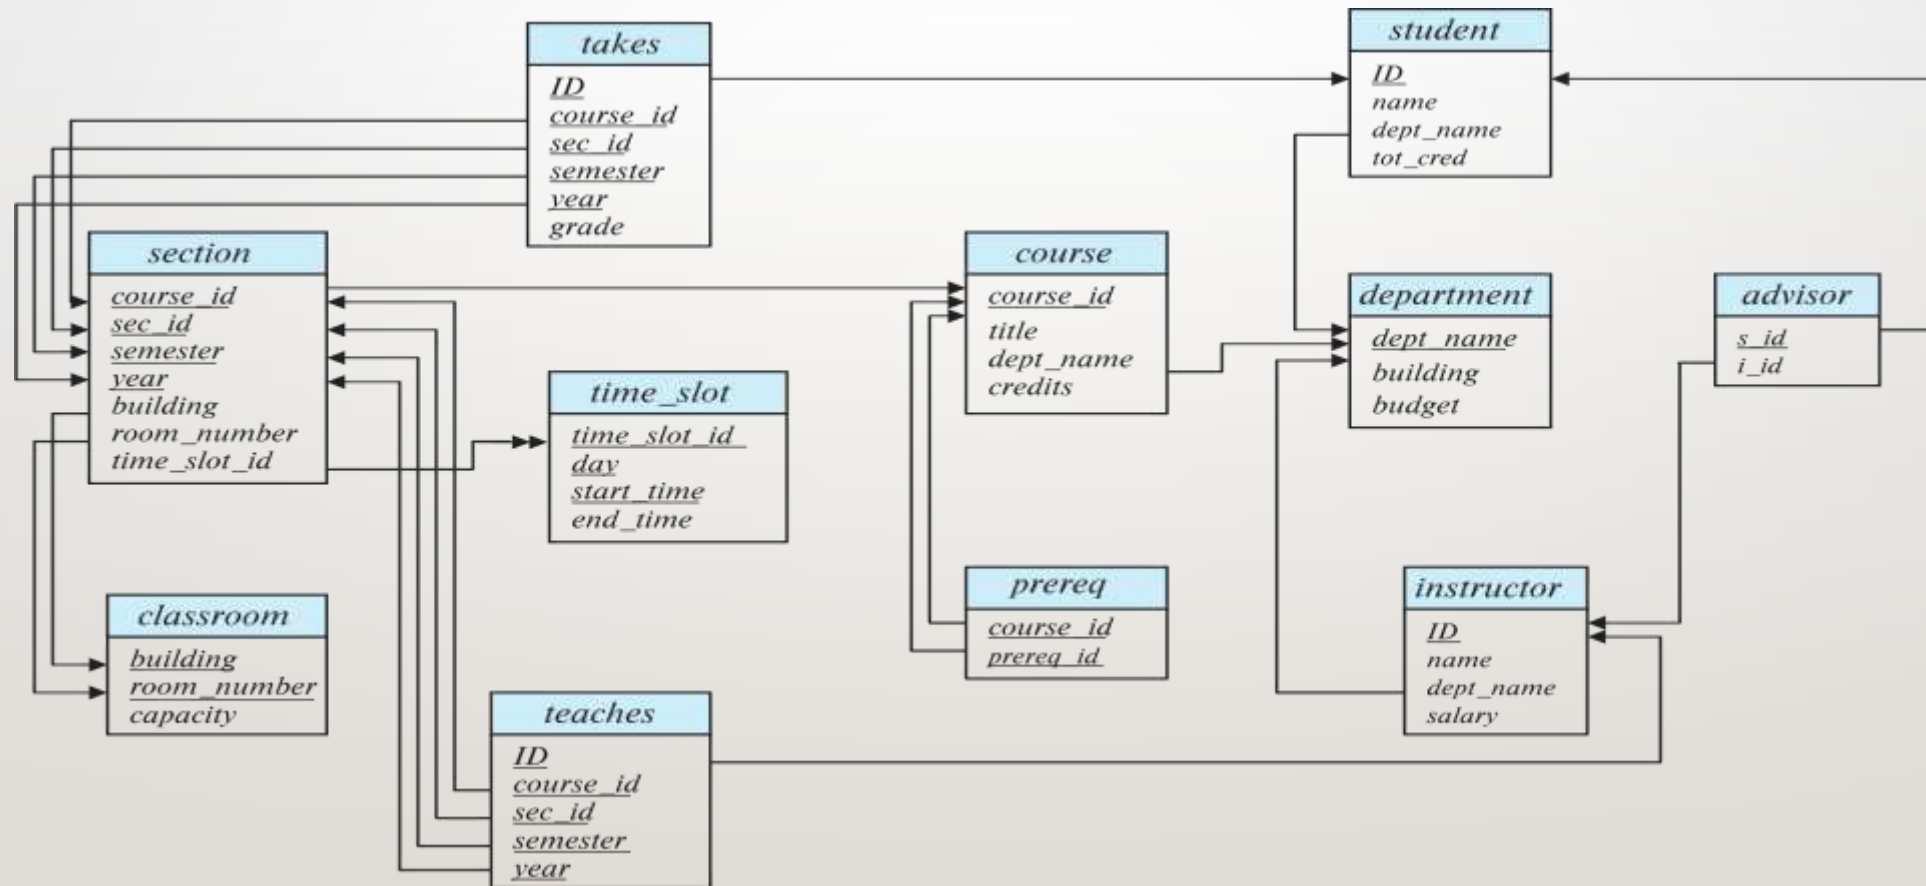 takes
ID
course_id
sec_id
semester
year
grade
student
ID
name
dept_name
tot_cred
section
course_id
sec_id
semester
year
building
room_number
time_slot_id
course
course_id
title
dept_name
credits
department
dept_name
building
budget
advisor
s_id
i_id
time_slot
time_slot_id
day
start_time
end_time
classroom
building
room_number
capacity
prereq
course_id
prereq_id
instructor
ID
name
dept_name
salary
teaches
ID
course_id
sec_id
semester
year